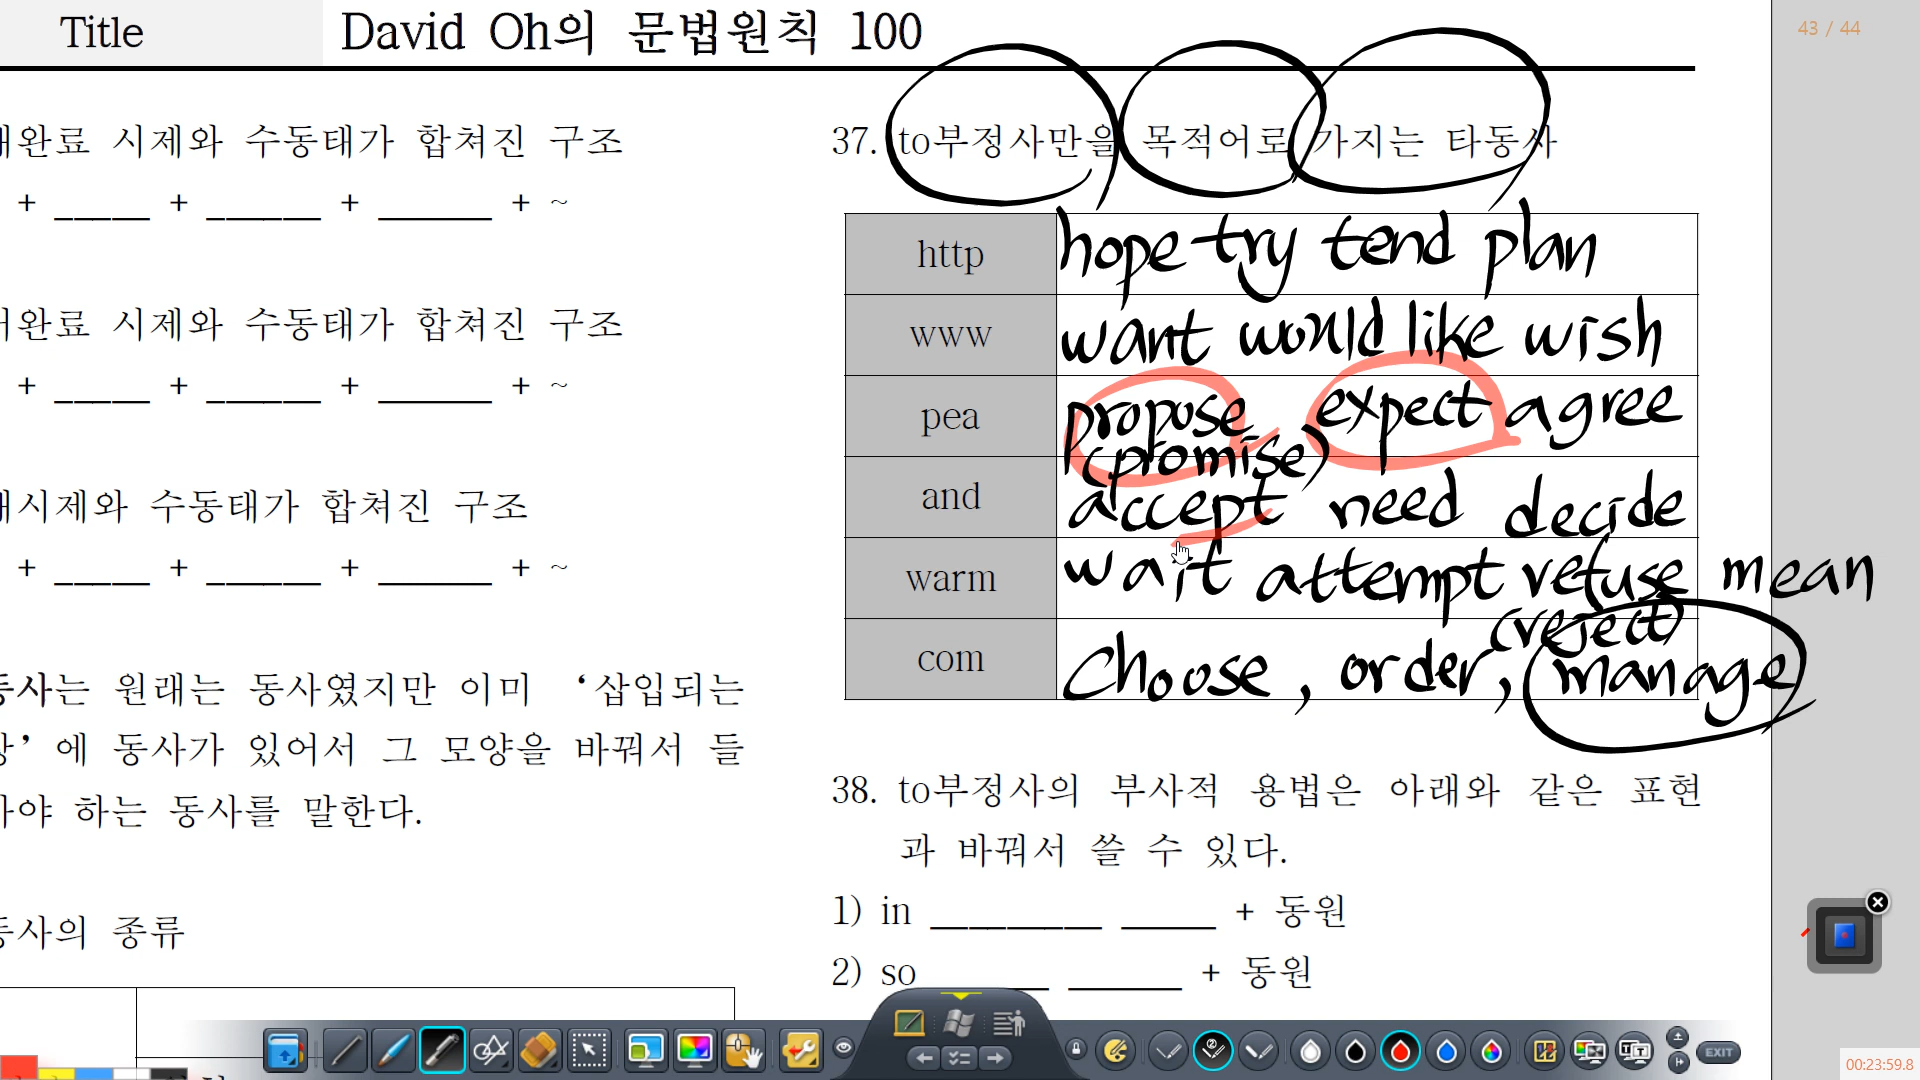 Title
David Oh의 문법원칙 100
43 / 44
완료 시제와 수동태가 합쳐진 구조
+ _____ + ______ + ______ + ~
완료 시제와 수동태가 합쳐진 구조
+ _____ + ______ + ______ + ~
시제와 수동태가 합쳐진 구조
+ _____ + ______ + ______ + ~
동사는 원래는 동사였지만 이미 ‘삽입되는
’에 동사가 있어서 그 모양을 바꿔서 들
야 하는 동사를 말한다.
동사의 종류
37. to부정사만을 목적어로 가지는 타동사
http hope try tend plan
www want would like wish
pea propose expect agree
(promise)
and accept need decide
warm wait attempt refuse mean
(reject)
com choose, order, manage
38. to부정사의 부사적 용법은 아래와 같은 표현
과 바꿔서 쓸 수 있다.
1) in _________ _____ + 동원
2) so ______ ______ + 동원
EXIT
00:23:59.8